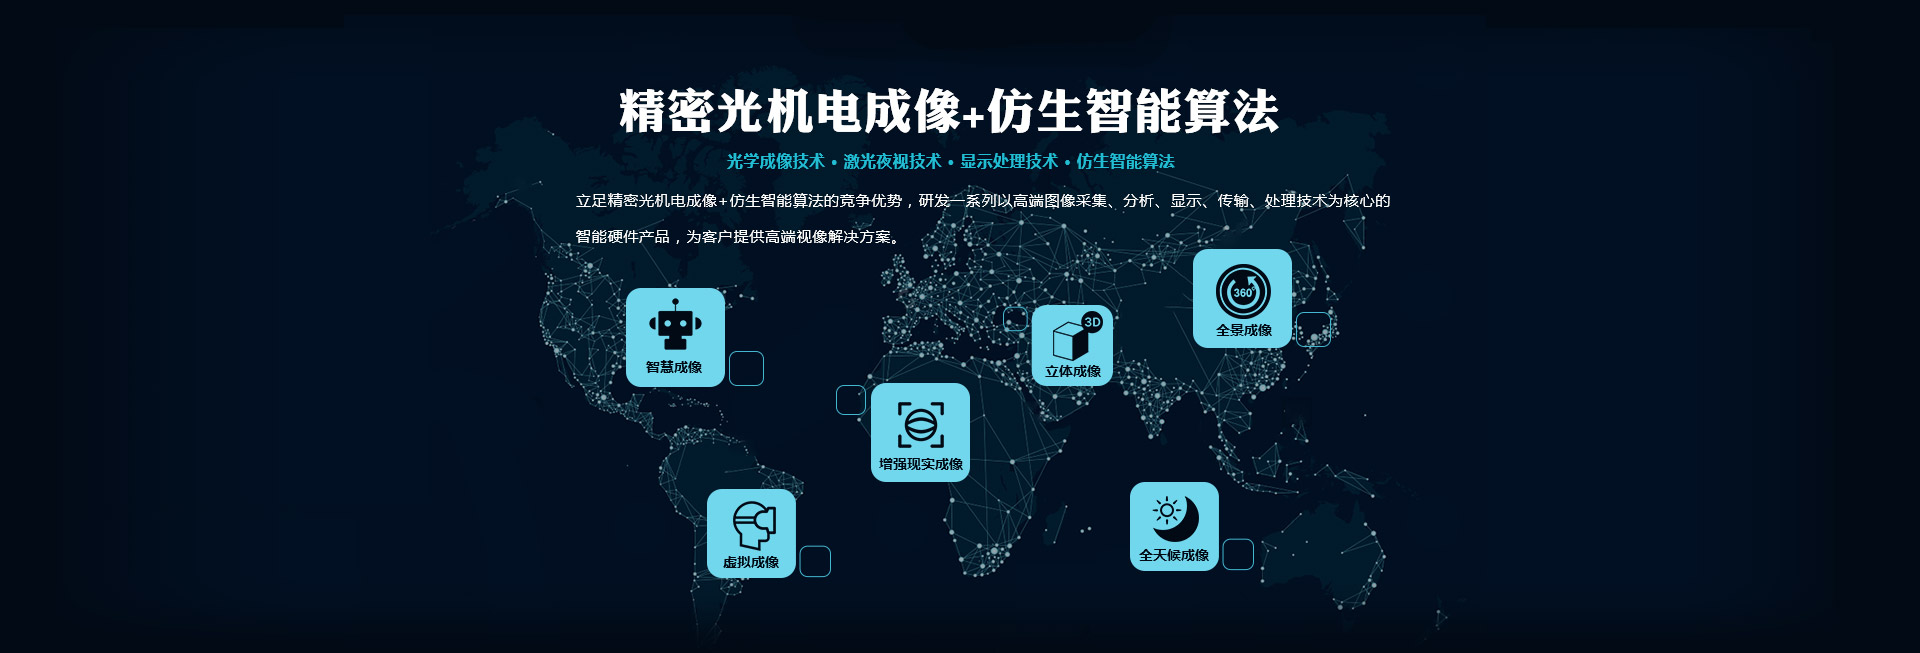 精密光机电成像+仿生智能算法
光学成像技术 • 激光夜视技术 • 显示处理技术 • 仿生智能算法
立足精密光机电成像+仿生智能算法的竞争优势，研发一系列以高端图像采集、分析、显示、传输、处理技术为核心的
智能硬件产品，为客户提供高端视像解决方案。
360°
全景成像
智慧成像
3D
立体成像
增强现实成像
虚拟成像
全天候成像